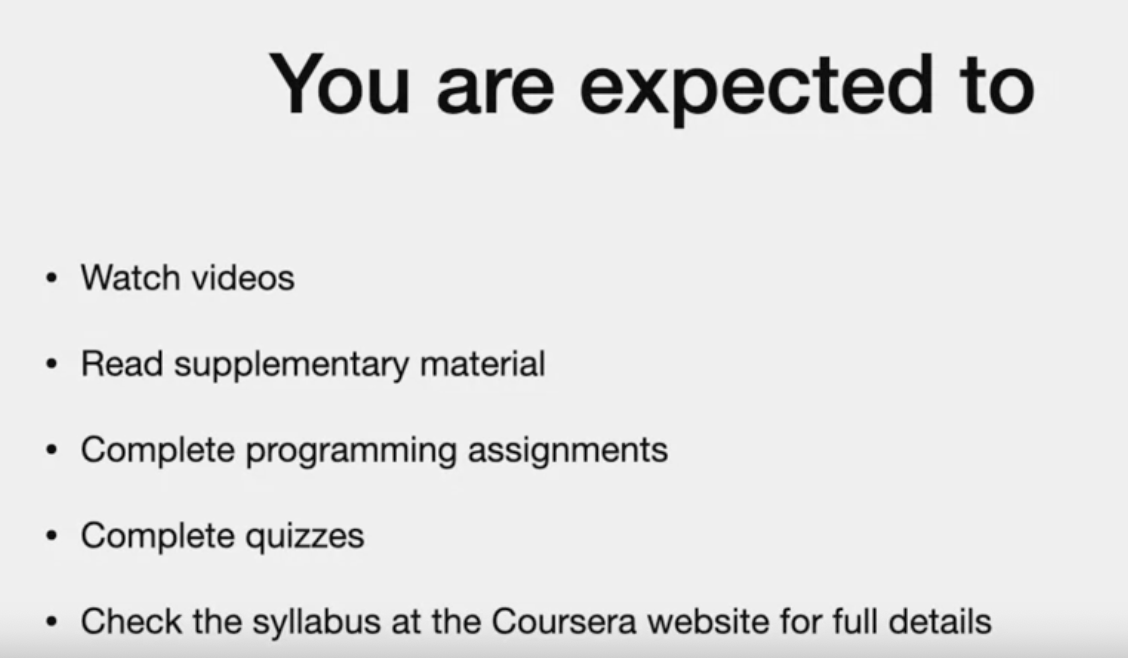 You are expected to
• Watch videos
• Read supplementary material
• Complete programming assignments
• Complete quizzes
• Check the syllabus at the Coursera website for full details